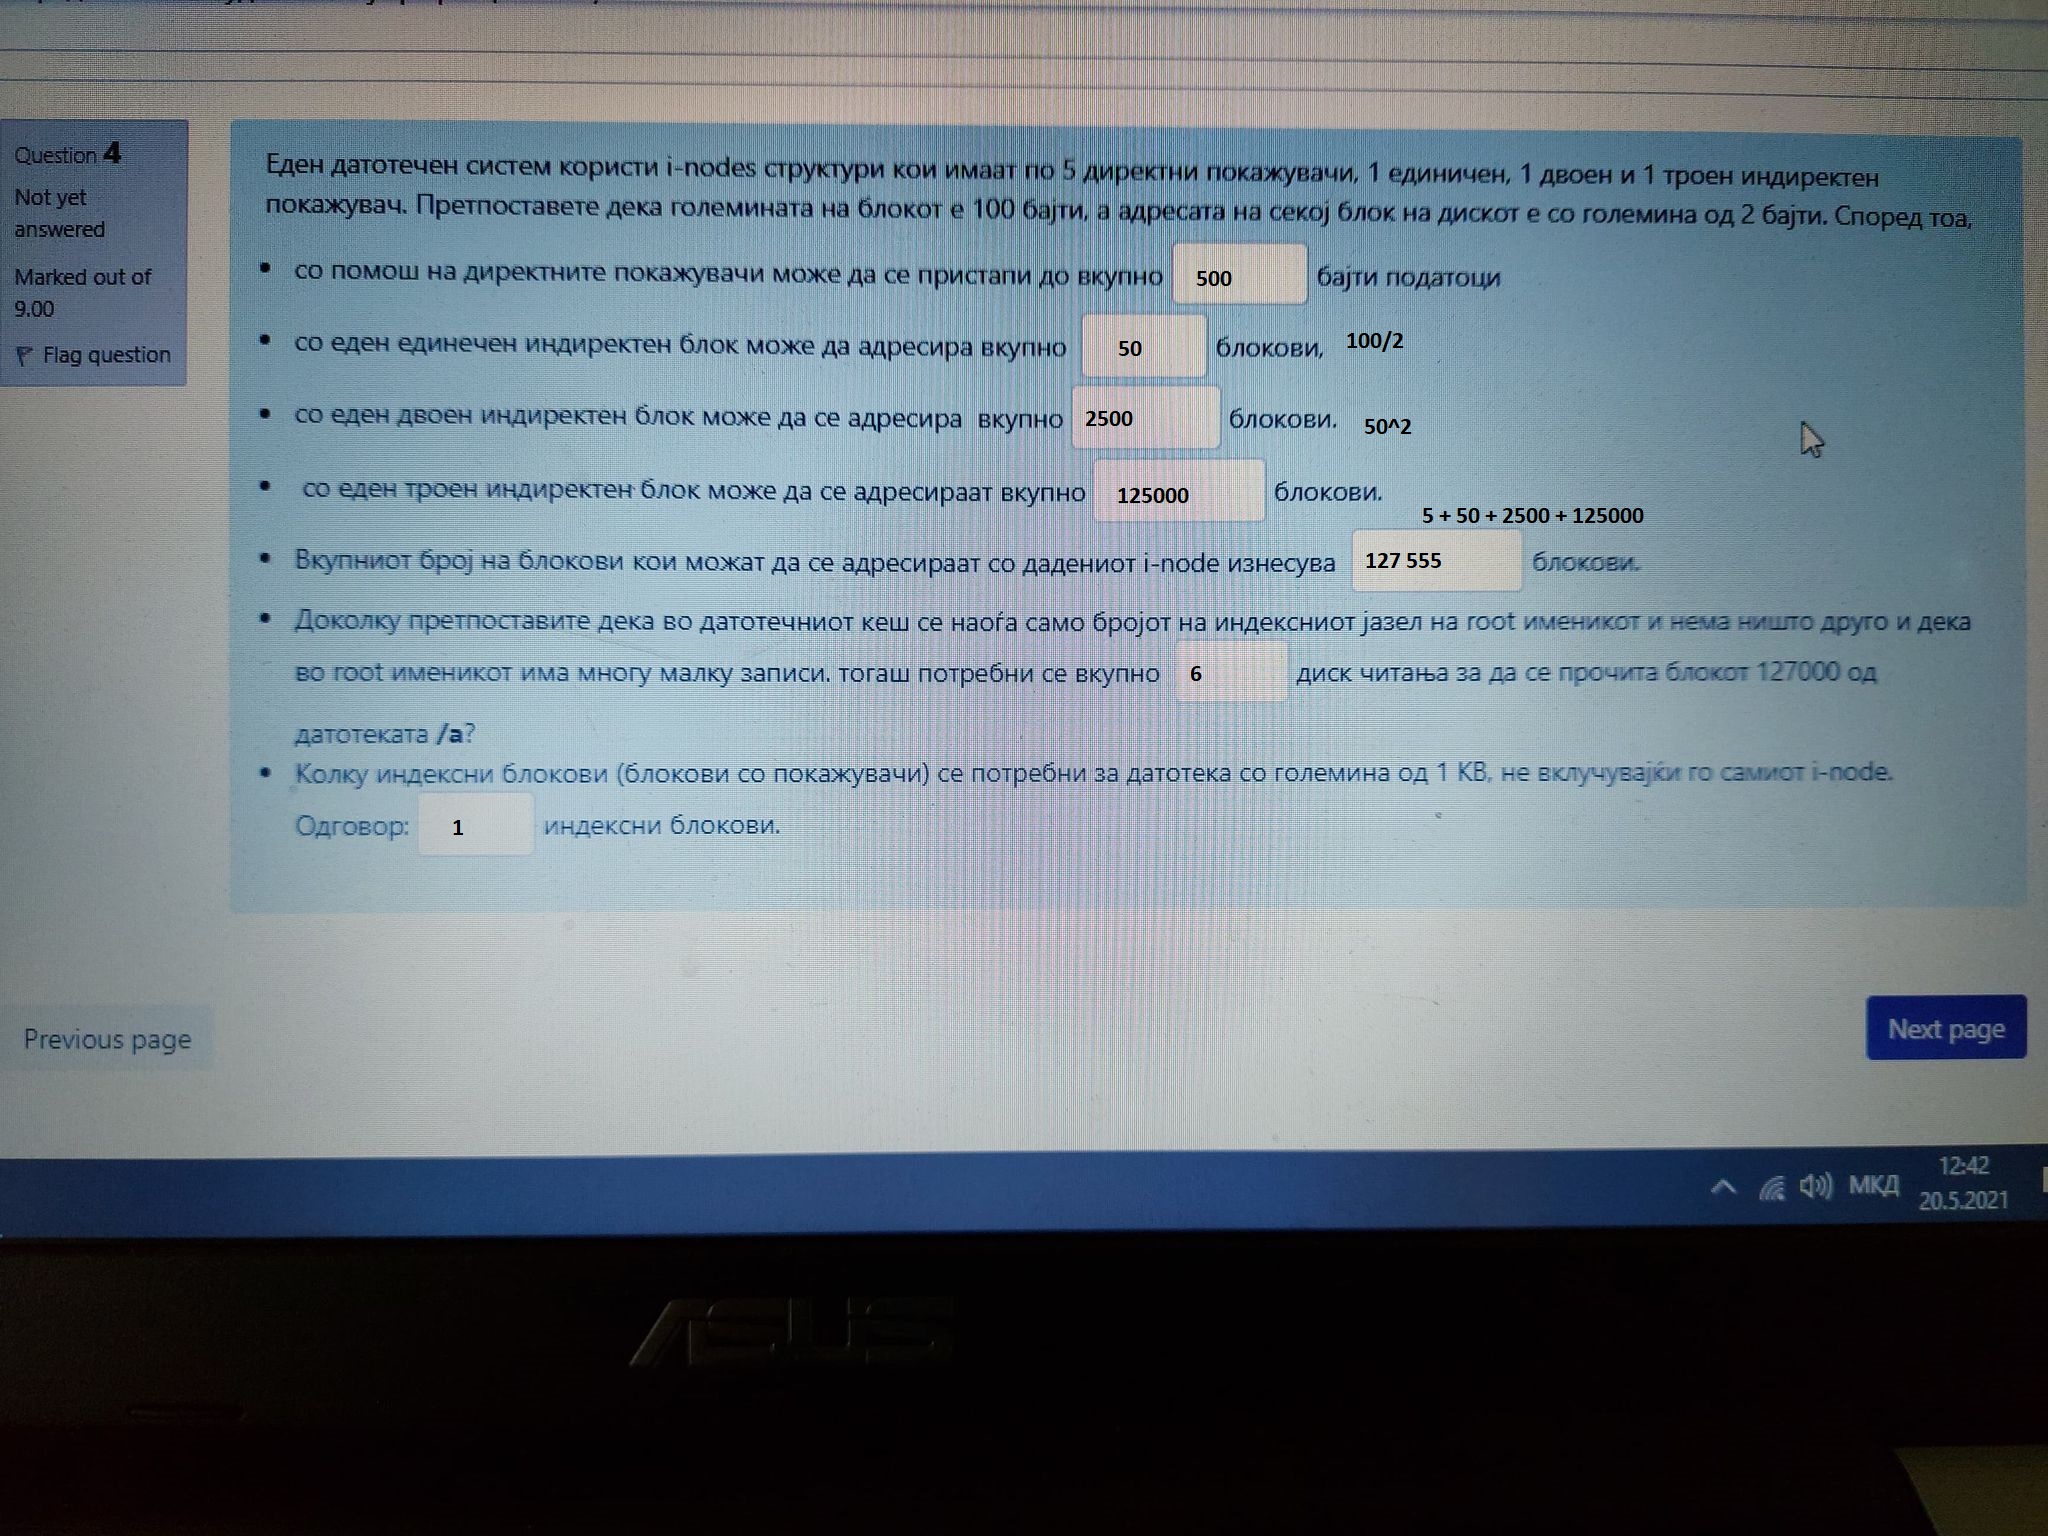 Question 4
Not yet
answered
Marked out of
9.00
Flag question
Еден датотечен систем користи i-nodes структури кои имаат по 5 директни покажувачи, 1 единичен, 1 двоен и 1 троен индиректен
покажувач. Претпоставете дека големината на блокот е 100 бајти, а адресата на секој блок на дискот е со големина од 2 бајти. Според тоа,
• со помош на директните покажувачи може да се пристапи до вкупно 500 бајти податоци
• со еден единечен индиректен блок може да адресира вкупно 50 блокови, 100/2
• со еден двоен индиректен блок може да се адресира вкупно 2500 блокови. 50^2
• со еден троен индиректен блок може да се адресираат вкупно 125000 блокови.
5 + 50 + 2500 + 125000
• Вкупниот број на блокови кои можат да се адресираат со дадениот i-node изнесува 127 555 блокови.
• Доколку претпоставите дека во датотечниот кеш се наоѓа само бројот на индексниот јазел на root именикот и нема ништо друго и дека
во root именикот има многу малку записи. тогаш потребни се вкупно 6 диск читања за да се прочита блокот 127000 од
датотеката /a?
• Колку индексни блокови (блокови со покажувачи) се потребни за датотека со големина од 1 KB, не вклучувајќи го самиот i-node.
Одговор: 1 индексни блокови.
Previous page
Next page
МКД
12:42
20.5.2021
ASUS